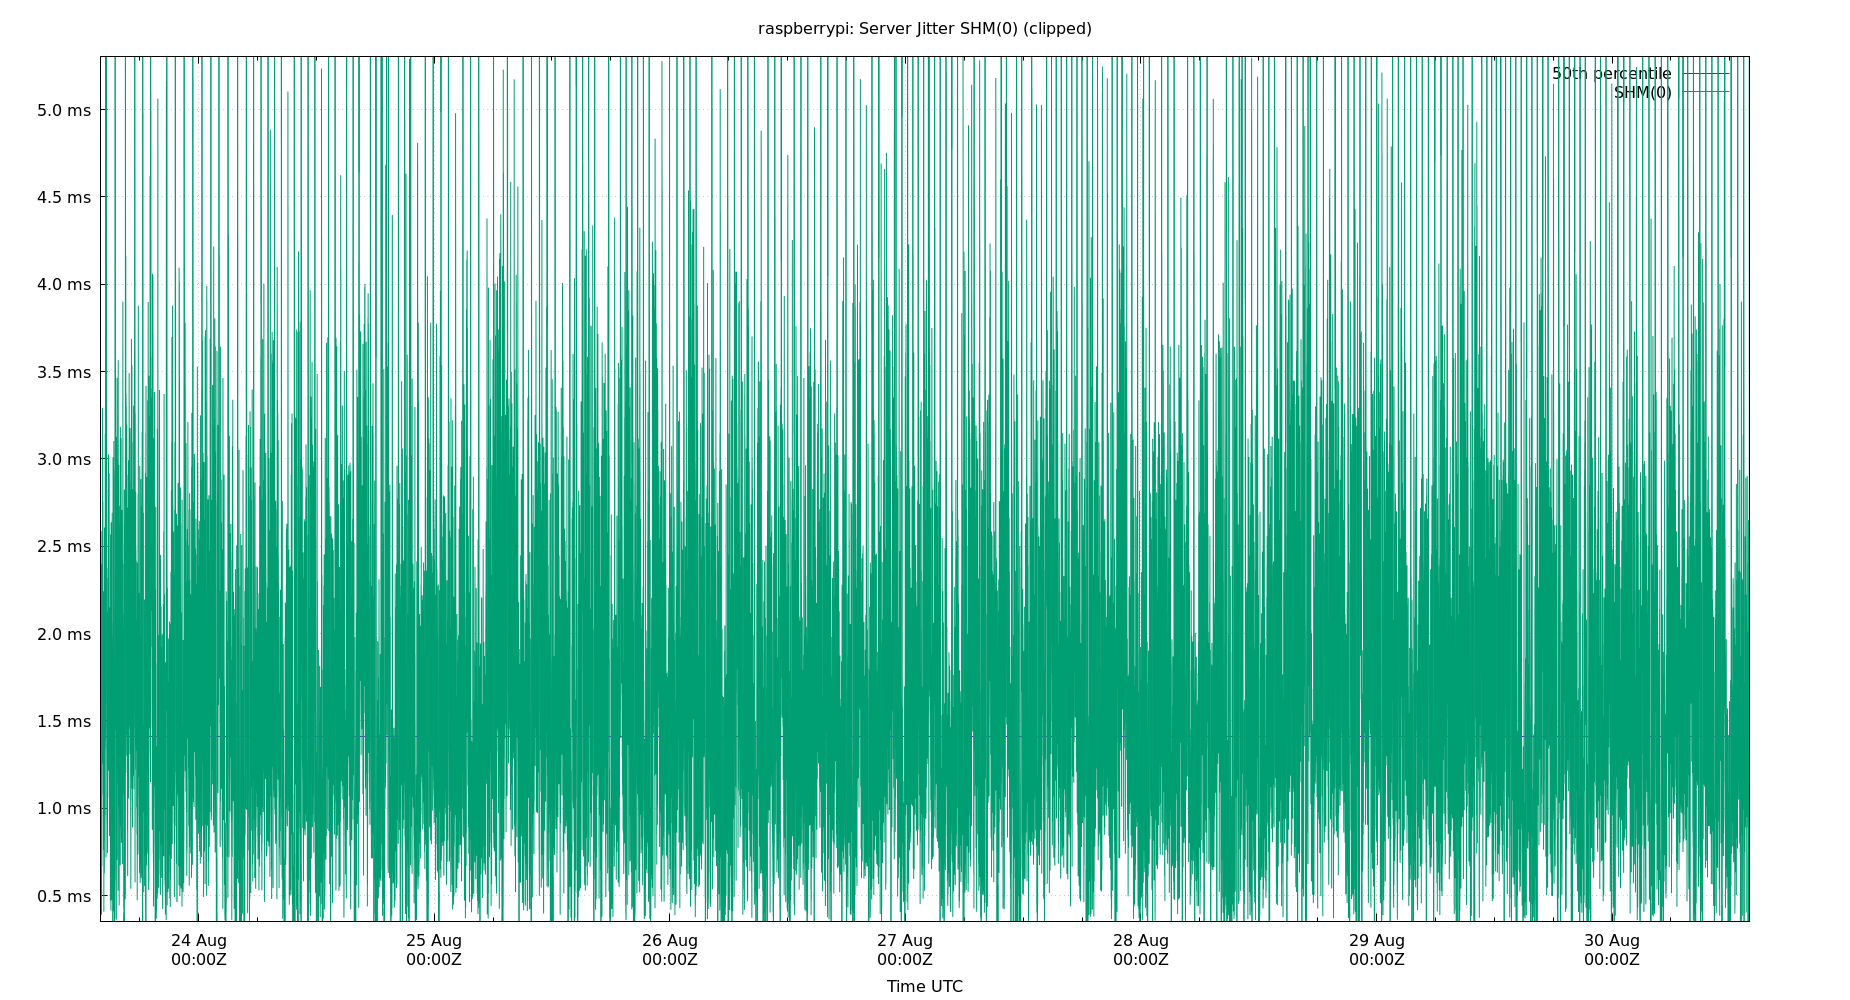 raspberrypi: Server Jitter SHM(0) (clipped)
50th percentile
SHM(0)
5.0 ms
4.5 ms
4.0 ms
3.5 ms
3.0 ms
2.5 ms
2.0 ms
1.5 ms
1.0 ms
0.5 ms
24 Aug 25 Aug 26 Aug 27 Aug 28 Aug 29 Aug 30 Aug
00:00Z 00:00Z 00:00Z 00:00Z 00:00Z 00:00Z 00:00Z
Time UTC